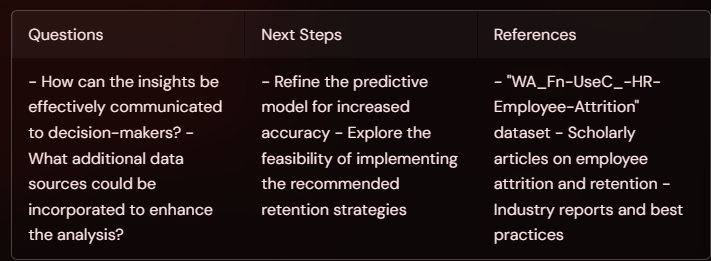 Questions
Next Steps
References
- How can the insights be
effectively communicated
to decision-makers? -
What additional data
sources could be
incorporated to enhance
the analysis?
- Refine the predictive
model for increased
accuracy - Explore the
feasibility of implementing
the recommended
retention strategies
- "WA_Fn-UseC_-HR-
Employee-Attrition"
dataset - Scholarly
articles on employee
attrition and retention -
Industry reports and best
practices